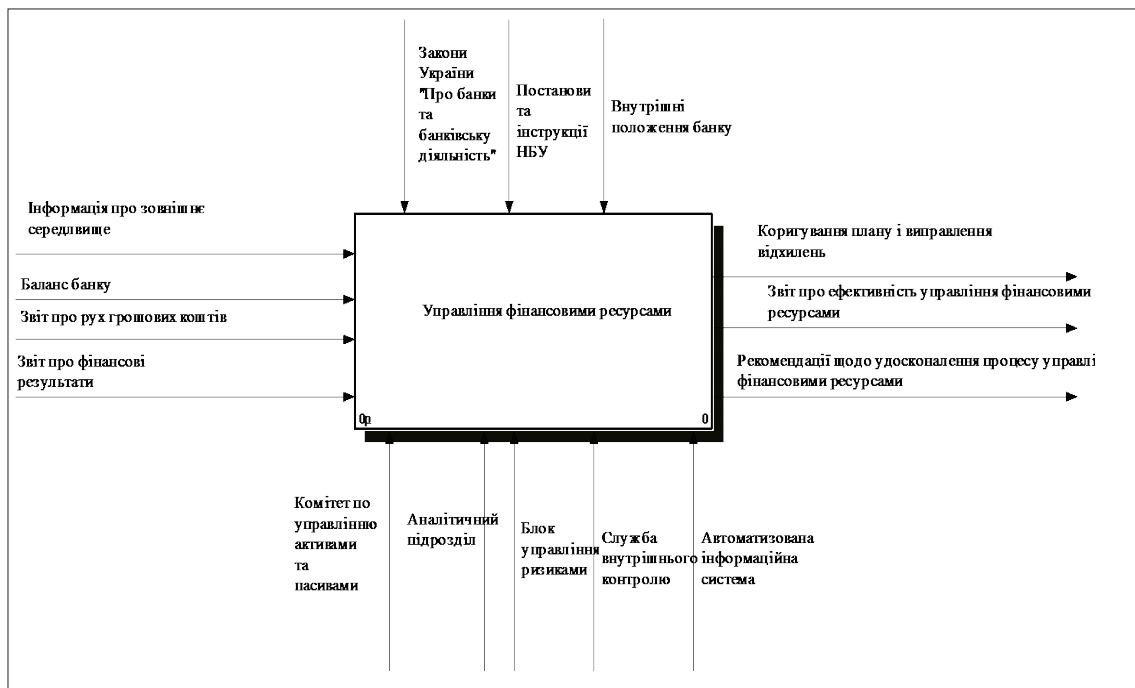 Закони
України
"Про банки
та
банківську
діяльність"
Постанови
та
інструкції
НБУ
Внутрішні
положення банку
Інформація про зовнішнє
середлвище
Баланс банку
Звіт про рух грошових коштів
Звіт про фінансові
результати
Управління фінансовими ресурсами
0р
0
Коригування плану і виправлення
відхилень
Звіт про ефективність управління фінансовими
ресурсами
Рекомендації щодо удосконалення процесу управлі
фінансовими ресурсами
Комітет по
управлінню
активами
та
пасивами
Аналітичний
підрозділ
Блок
управління
ризиками
Служба
внутрішнього
контролю
Автоматизована
інформаційна
система